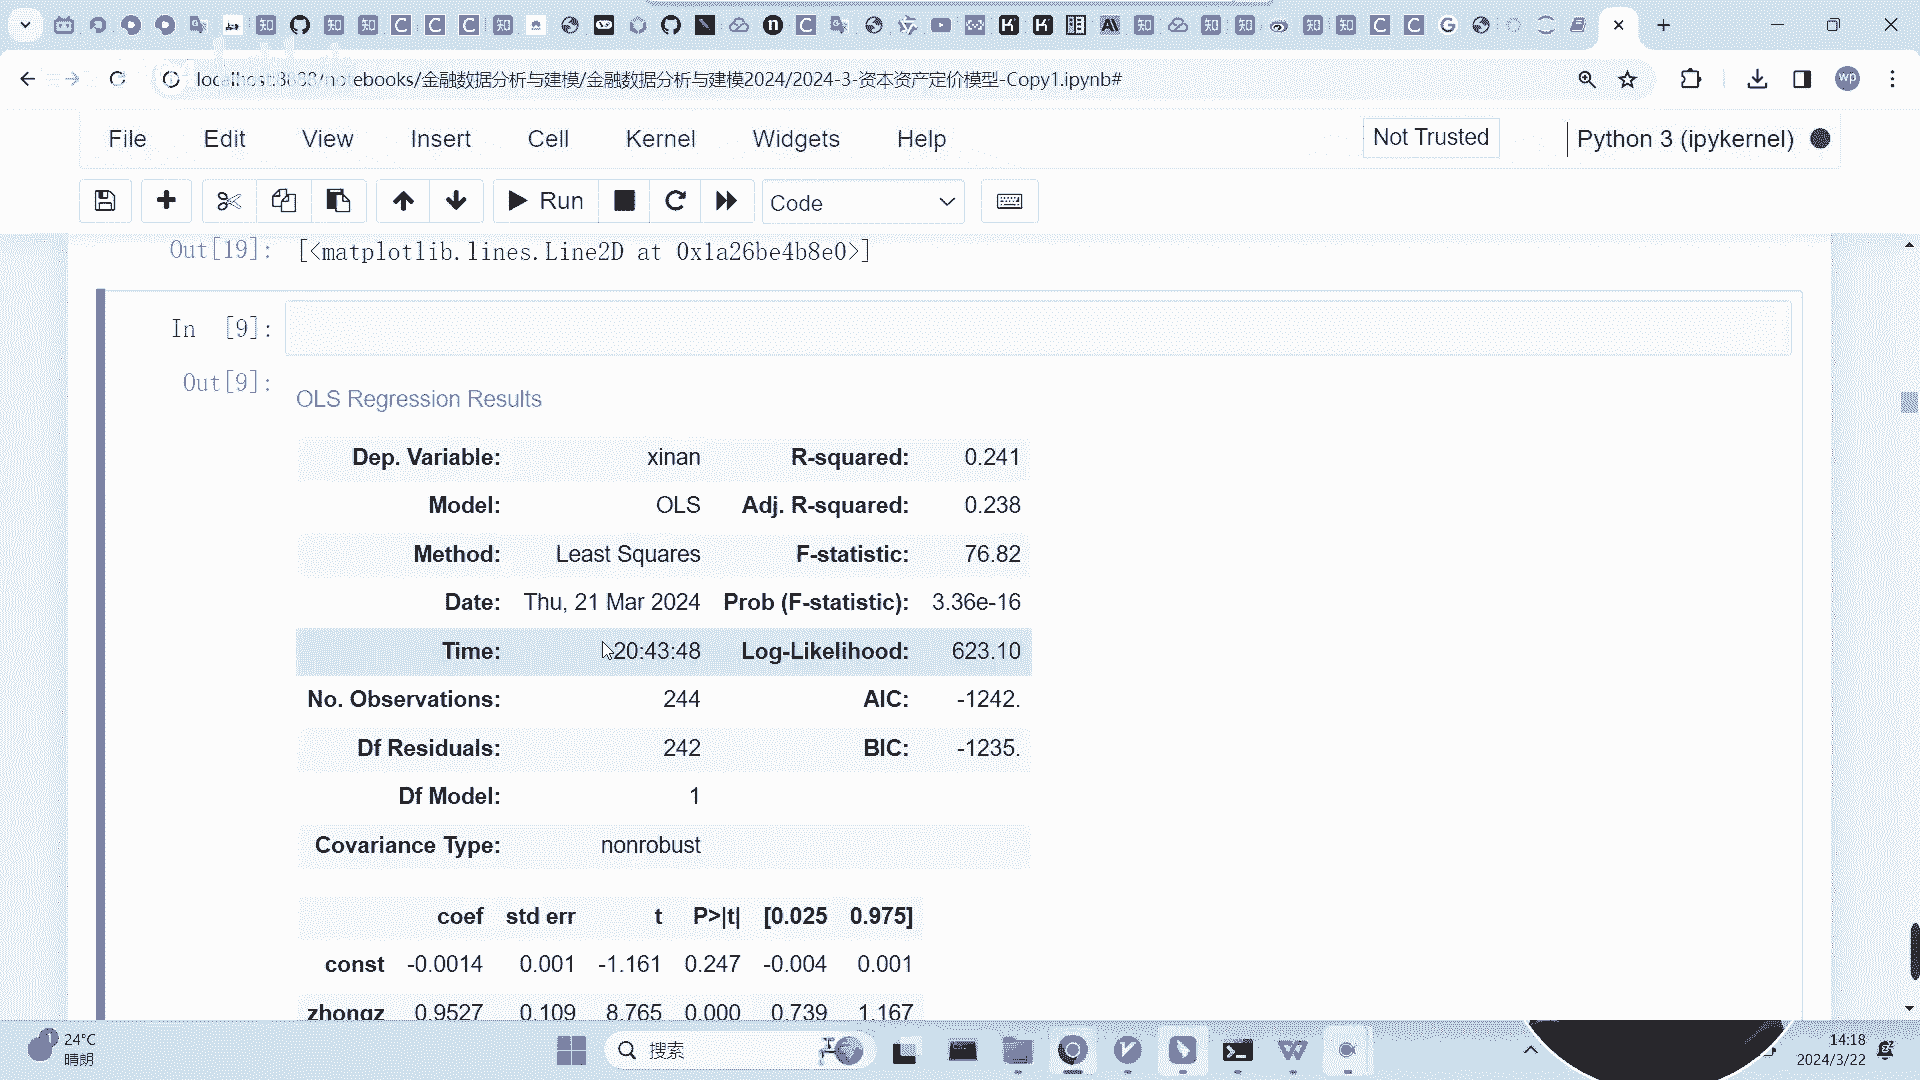 localhost:8888/notebooks/金融数据分析与建模/金融数据分析与建模2024/2024-3-资本资产定价模型-Copy1.ipynb#
wp
File Edit View Insert Cell Kernel Widgets Help
Not Trusted
Python 3 (ipykernel)
Run
Code
Out[19]: [<matplotlib.lines.Line2D at 0x1a26be4b8e0>]
In [9]:
Out[9]:
OLS Regression Results
Dep. Variable: xinan R-squared: 0.241
Model: OLS Adj. R-squared: 0.238
Method: Least Squares F-statistic: 76.82
Date: Thu, 21 Mar 2024 Prob (F-statistic): 3.36e-16
Time: 20:43:48 Log-Likelihood: 623.10
No. Observations: 244 AIC: -1242.
Df Residuals: 242 BIC: -1235.
Df Model: 1
Covariance Type: nonrobust
coef std err t P>|t| [0.025 0.975]
const -0.0014 0.001 -1.161 0.247 -0.004 0.001
zhongz 0.9527 0.109 8.765 0.000 0.739 1.167
1
24°C
晴朗
搜索
14:18
2024/3/22